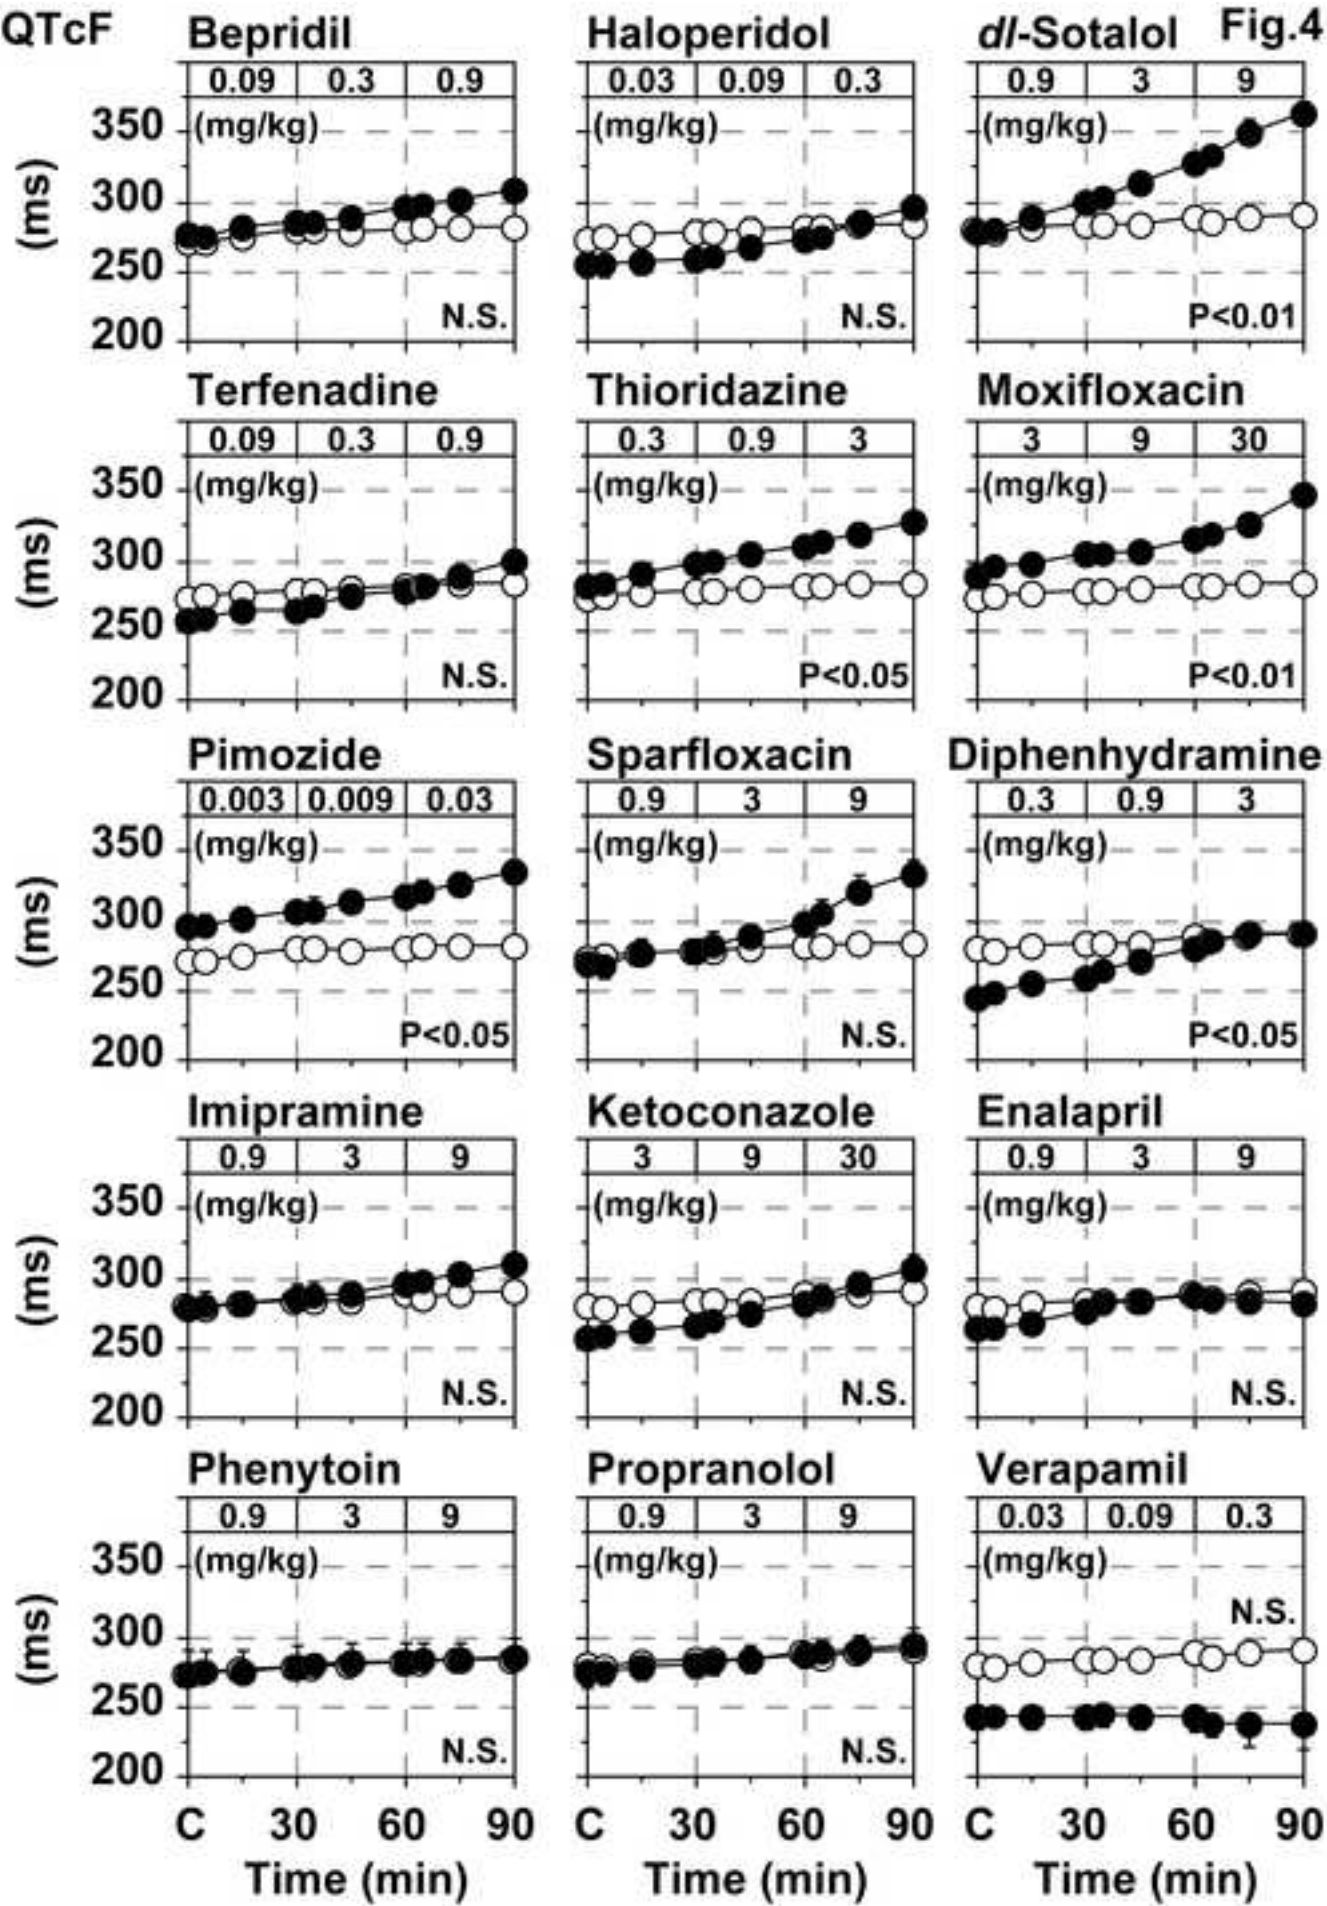 QTcF Bepridil Haloperidol dl-Sotalol Fig.4
0.09 0.3 0.9 0.03 0.09 0.3 0.9 3 9
350 (mg/kg) (mg/kg) (mg/kg)
300
(ms)
250
N.S. N.S. P<0.01
200
Terfenadine Thioridazine Moxifloxacin
0.09 0.3 0.9 0.3 0.9 3 3 9 30
350 (mg/kg) (mg/kg) (mg/kg)
300
(ms)
250
N.S. P<0.05 P<0.01
200
Pimozide Sparfloxacin Diphenhydramine
0.003 0.009 0.03 0.9 3 9 0.3 0.9 3
350 (mg/kg) (mg/kg) (mg/kg)
300
(ms)
250
P<0.05 N.S. P<0.05
200
Imipramine Ketoconazole Enalapril
0.9 3 9 3 9 30 0.9 3 9
350 (mg/kg) (mg/kg) (mg/kg)
300
(ms)
250
N.S. N.S. N.S.
200
Phenytoin Propranolol Verapamil
0.9 3 9 0.9 3 9 0.03 0.09 0.3
350 (mg/kg) (mg/kg) (mg/kg)
N.S.
300
(ms)
250
N.S. N.S.
200
C 30 60 90 C 30 60 90 C 30 60 90
Time (min) Time (min) Time (min)